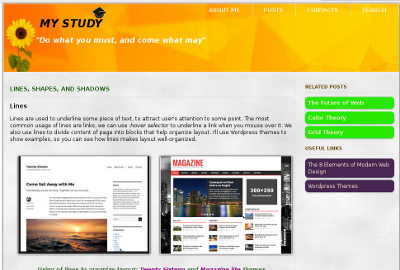 ABOUT ME
POSTS
CONTACTS
SEARCH
MY STUDY
"Do what you must, and come what may"
LINES, SHAPES, AND SHADOWS
Lines
Lines are used to underline some piece of text, to attract user's attention to some point. The most
common usage of lines are links, we can use :hover selector to underline a link when you mouse over it. We
also use lines to divide content of page into blocks that help organize layout. I'll use Wordpress themes to
show examples, so you can see how lines makes layout well-organized.
Come Sail Away with Me
MAGAZINE
300+250
Using of lines to organize layout: Twenty Sixteen and Magazine lite themes
RELATED POSTS
The Future of Web
Color Theory
Grid Theory
USEFUL LINKS
The 8 Elements of Modern Web
Design
Wordpress Themes